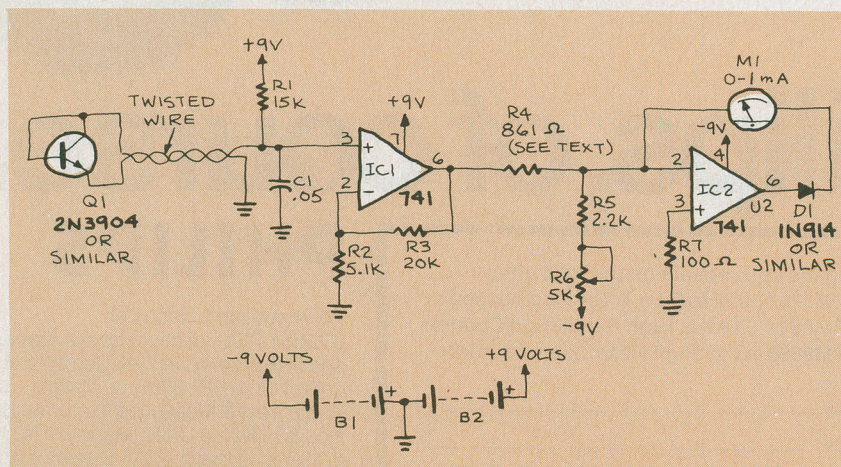 +9V
R1
15K
TWISTED
WIRE
Q1
2N3904
OR
SIMILAR
C1
.05
+9V
3
7
+
IC1
6
2
−
741
R2
5.1K
R3
20K
R4
861 Ω
(SEE TEXT)
R5
2.2K
R6
5K
-9V
M1
0-1mA
-9V
2
4
−
IC2
6
3
+
U2
741
R7
100 Ω
D1
1N914
OR
SIMILAR
-9 VOLTS
+9 VOLTS
+
B1
+
B2